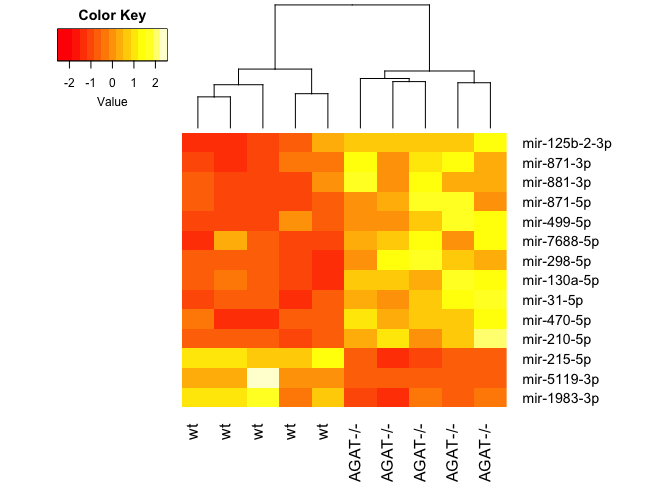 Color Key
-2 -1 0 1 2
Value
mir-125b-2-3p
mir-871-3p
mir-881-3p
mir-871-5p
mir-499-5p
mir-7688-5p
mir-298-5p
mir-130a-5p
mir-31-5p
mir-470-5p
mir-210-5p
mir-215-5p
mir-5119-3p
mir-1983-3p
wt
wt
wt
wt
wt
AGAT-/-
AGAT-/-
AGAT-/-
AGAT-/-
AGAT-/-